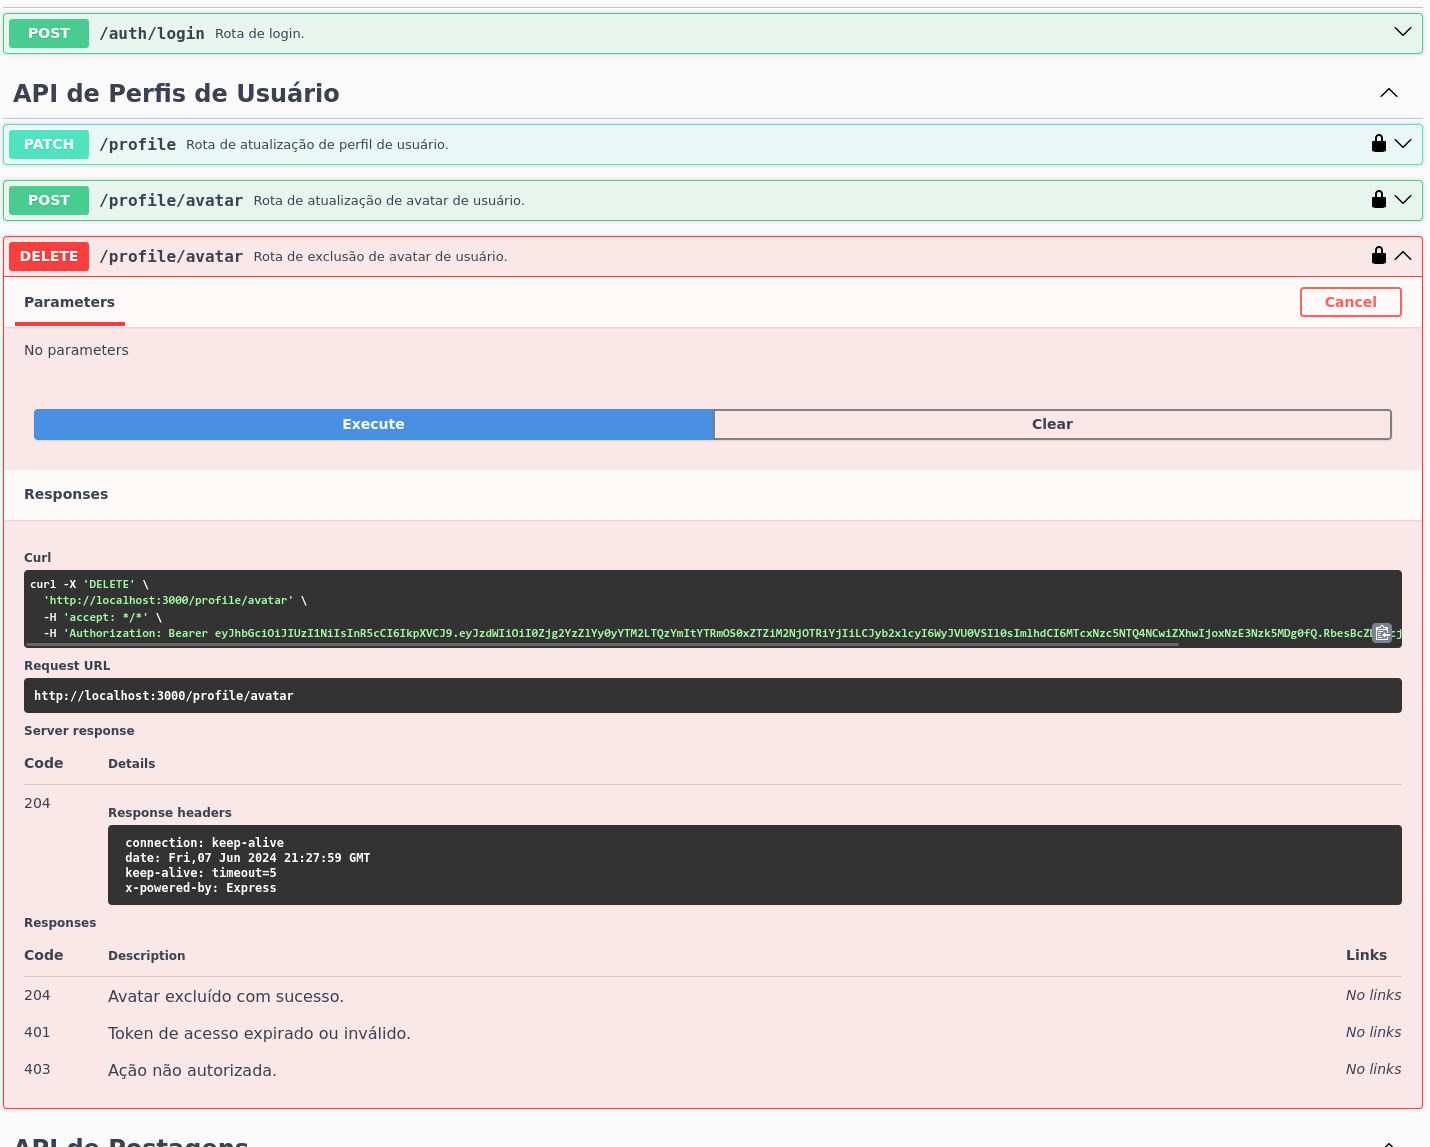 POST /auth/login Rota de login.
API de Perfis de Usuário
PATCH /profile Rota de atualização de perfil de usuário.
POST /profile/avatar Rota de atualização de avatar de usuário.
DELETE /profile/avatar Rota de exclusão de avatar de usuário.
Parameters Cancel
No parameters
Execute Clear
Responses
Curl
curl -X 'DELETE' \
'http://localhost:3000/profile/avatar' \
-H 'accept: */*' \
-H 'Authorization: Bearer
Request URL
http://localhost:3000/profile/avatar
Server response
Code Details
204
Response headers
connection: keep-alive
date: Fri,07 Jun 2024 21:27:59 GMT
keep-alive: timeout=5
x-powered-by: Express
Responses
Code Description Links
204 Avatar excluído com sucesso. No links
401 Token de acesso expirado ou inválido. No links
403 Ação não autorizada. No links
API de Postagens